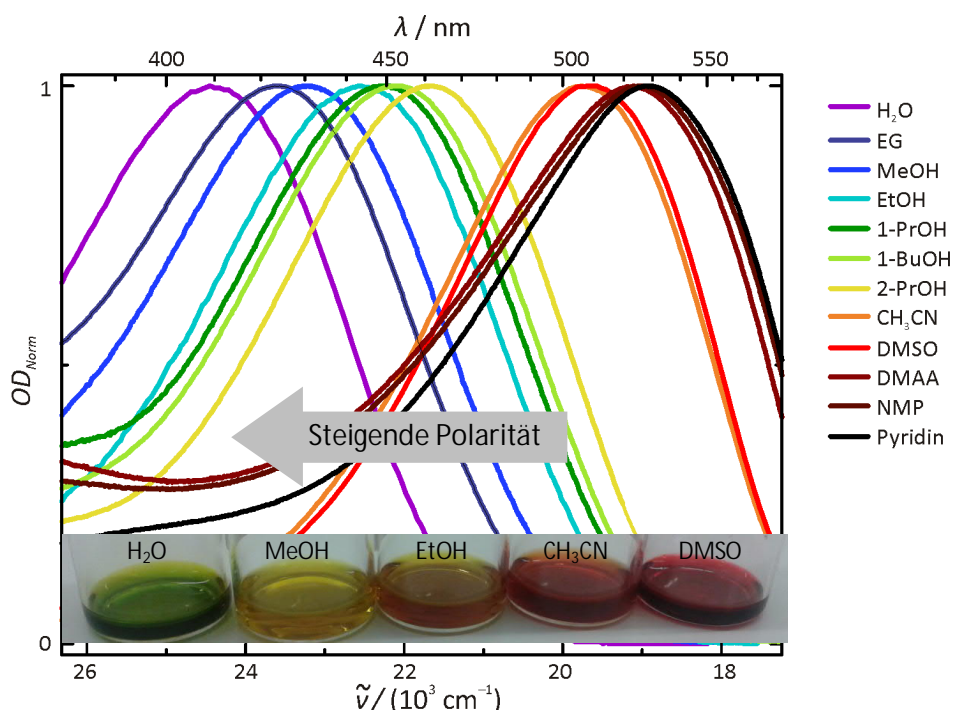 λ / nm
400 450 500 550
1
OD_Norm
0
Steigende Polarität
H₂O MeOH EtOH CH₃CN DMSO
26 24 22 20 18
ṽ / (10³ cm⁻¹)
H₂O
EG
MeOH
EtOH
1-PrOH
1-BuOH
2-PrOH
CH₃CN
DMSO
DMAA
NMP
Pyridin